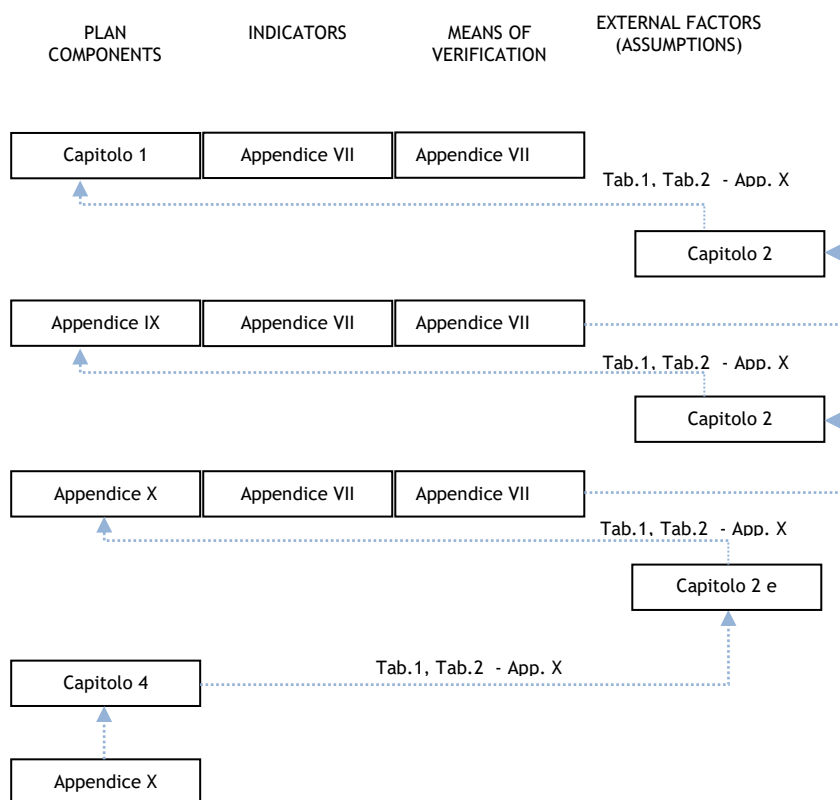 PLAN
COMPONENTS
INDICATORS
MEANS OF
VERIFICATION
EXTERNAL FACTORS
(ASSUMPTIONS)
Capitolo 1
Appendice VII
Appendice VII
Tab.1, Tab.2 - App. X
Capitolo 2
Appendice IX
Appendice VII
Appendice VII
Tab.1, Tab.2 - App. X
Capitolo 2
Appendice X
Appendice VII
Appendice VII
Tab.1, Tab.2 - App. X
Capitolo 2 e
Capitolo 4
Tab.1, Tab.2 - App. X
Appendice X